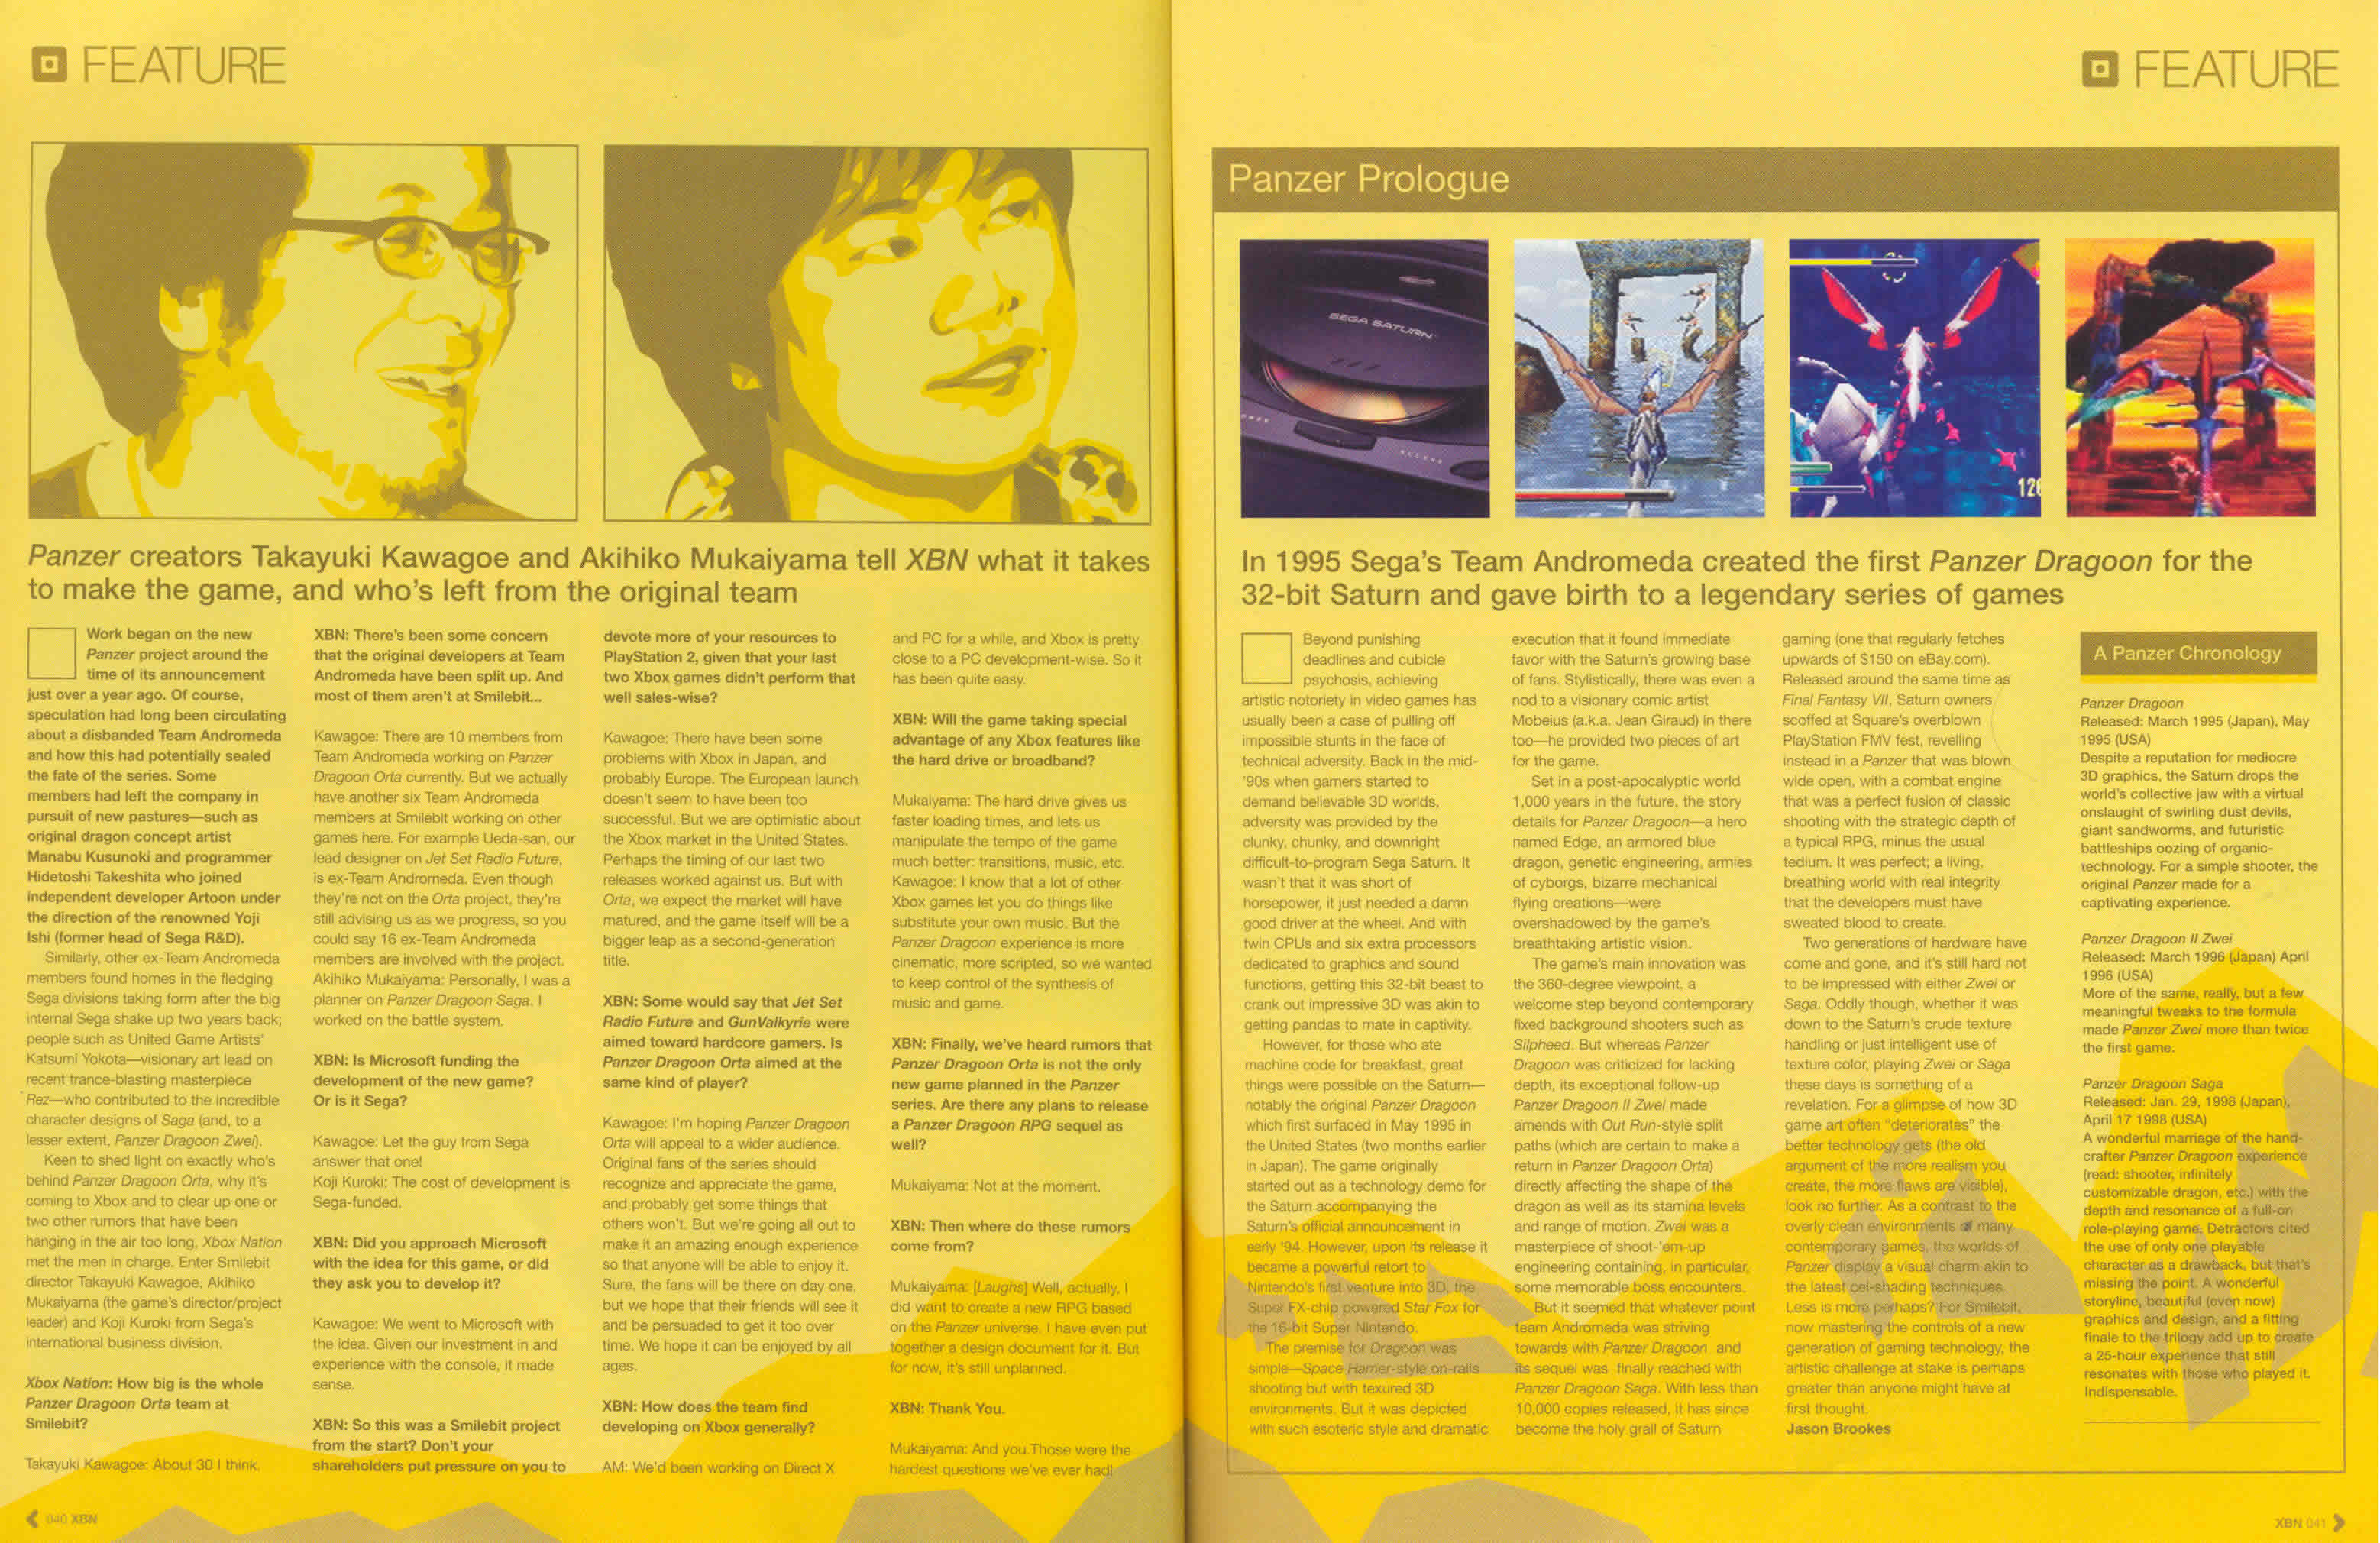 FEATURE
Panzer creators Takayuki Kawagoe and Akihiko Mukaiyama tell XBN what it takes
to make the game, and who's left from the original team
Work began on the new
Panzer project around the
time of its announcement
just over a year ago. Of course,
speculation had long been circulating
about a disbanded Team Andromeda
and how this had potentially sealed
the fate of the series. Some
members had left the company in
pursuit of new pastures—such as
original dragon concept artist
Manabu Kusunoki and programmer
Hidetoshi Takeshita who joined
independent developer Artoon under
the direction of the renowned Yoji
Ishi (former head of Sega R&D).
Similarly, other ex-Team Andromeda
members found homes in the fledging
Sega divisions taking form after the big
internal Sega shake up two years back;
people such as United Game Artists'
Katsumi Yokota—visionary art lead on
recent trance-blasting masterpiece
Rez—who contributed to the incredible
character designs of Saga (and, to a
lesser extent, Panzer Dragoon Zwei).
Keen to shed light on exactly who's
behind Panzer Dragoon Orta, why it's
coming to Xbox and to clear up one or
two other rumors that have been
hanging in the air too long, Xbox Nation
met the men in charge. Enter Smilebit
director Takayuki Kawagoe, Akihiko
Mukaiyama (the game's director/project
leader) and Koji Kuroki from Sega's
international business division.
Xbox Nation: How big is the whole
Panzer Dragoon Orta team at
Smilebit?
Takayuki Kawagoe: About 30 I think.
XBN: There's been some concern
that the original developers at Team
Andromeda have been split up. And
most of them aren't at Smilebit...
Kawagoe: There are 10 members from
Team Andromeda working on Panzer
Dragoon Orta currently. But we actually
have another six Team Andromeda
members at Smilebit working on other
games here. For example Ueda-san, our
lead designer on Jet Set Radio Future,
is ex-Team Andromeda. Even though
they're not on the Orta project, they're
still advising us as we progress, so you
could say 16 ex-Team Andromeda
members are involved with the project.
Akihiko Mukaiyama: Personally, I was a
planner on Panzer Dragoon Saga. I
worked on the battle system.
XBN: Is Microsoft funding the
development of the new game?
Or is it Sega?
Kawagoe: Let the guy from Sega
answer that one!
Koji Kuroki: The cost of development is
Sega-funded.
XBN: Did you approach Microsoft
with the idea for this game, or did
they ask you to develop it?
Kawagoe: We went to Microsoft with
the idea. Given our investment in and
experience with the console, it made
sense.
XBN: So this was a Smilebit project
from the start? Don't your
shareholders put pressure on you to
devote more of your resources to
PlayStation 2, given that your last
two Xbox games didn't perform that
well sales-wise?
Kawagoe: There have been some
problems with Xbox in Japan, and
probably Europe. The European launch
doesn't seem to have been too
successful. But we are optimistic about
the Xbox market in the United States.
Perhaps the timing of our last two
releases worked against us. But with
Orta, we expect the market will have
matured, and the game itself will be a
bigger leap as a second-generation
title.
XBN: Some would say that Jet Set
Radio Future and GunValkyrie were
aimed toward hardcore gamers. Is
Panzer Dragoon Orta aimed at the
same kind of player?
Kawagoe: I'm hoping Panzer Dragoon
Orta will appeal to a wider audience.
Original fans of the series should
recognize and appreciate the game,
and probably get some things that
others won't. But we're going all out to
make it an amazing enough experience
so that anyone will be able to enjoy it.
Sure, the fans will be there on day one,
but we hope that their friends will see it
and be persuaded to get it too over
time. We hope it can be enjoyed by all
ages.
XBN: How does the team find
developing on Xbox generally?
AM: We'd been working on Direct X
and PC for a while, and Xbox is pretty
close to a PC development-wise. So it
has been quite easy.
XBN: Will the game taking special
advantage of any Xbox features like
the hard drive or broadband?
Mukaiyama: The hard drive gives us
faster loading times, and lets us
manipulate the tempo of the game
much better: transitions, music, etc.
Kawagoe: I know that a lot of other
Xbox games let you do things like
substitute your own music. But the
Panzer Dragoon experience is more
cinematic, more scripted, so we wanted
to keep control of the synthesis of
music and game.
XBN: Finally, we've heard rumors that
Panzer Dragoon Orta is not the only
new game planned in the Panzer
series. Are there any plans to release
a Panzer Dragoon RPG sequel as
well?
Mukaiyama: Not at the moment.
XBN: Then where do these rumors
come from?
Mukaiyama: [Laughs] Well, actually, I
did want to create a new RPG based
on the Panzer universe. I have even put
together a design document for it. But
for now, it's still unplanned.
XBN: Thank You.
Mukaiyama: And you.Those were the
hardest questions we've ever had!
040 XBN
FEATURE
Panzer Prologue
SEGA SATURN
126
In 1995 Sega's Team Andromeda created the first Panzer Dragoon for the
32-bit Saturn and gave birth to a legendary series of games
Beyond punishing
deadlines and cubicle
psychosis, achieving
artistic notoriety in video games has
usually been a case of pulling off
impossible stunts in the face of
technical adversity. Back in the mid-
'90s when gamers started to
demand believable 3D worlds,
adversity was provided by the
clunky, chunky, and downright
difficult-to-program Sega Saturn. It
wasn't that it was short of
horsepower, it just needed a damn
good driver at the wheel. And with
twin CPUs and six extra processors
dedicated to graphics and sound
functions, getting this 32-bit beast to
crank out impressive 3D was akin to
getting pandas to mate in captivity.
However, for those who ate
machine code for breakfast, great
things were possible on the Saturn—
notably the original Panzer Dragoon
which first surfaced in May 1995 in
the United States (two months earlier
in Japan). The game originally
started out as a technology demo for
the Saturn accompanying the
Saturn's official announcement in
early '94. However, upon its release it
became a powerful retort to
Nintendo's first venture into 3D, the
Super FX-chip powered Star Fox for
the 16-bit Super Nintendo.
The premise for Dragoon was
simple—Space Harrier-style on-rails
shooting but with texured 3D
environments. But it was depicted
with such esoteric style and dramatic
execution that it found immediate
favor with the Saturn's growing base
of fans. Stylistically, there was even a
nod to a visionary comic artist
Mobeius (a.k.a. Jean Giraud) in there
too—he provided two pieces of art
for the game.
Set in a post-apocalyptic world
1,000 years in the future, the story
details for Panzer Dragoon—a hero
named Edge, an armored blue
dragon, genetic engineering, armies
of cyborgs, bizarre mechanical
flying creations—were
overshadowed by the game's
breathtaking artistic vision.
The game's main innovation was
the 360-degree viewpoint, a
welcome step beyond contemporary
fixed background shooters such as
Silpheed. But whereas Panzer
Dragoon was criticized for lacking
depth, its exceptional follow-up
Panzer Dragoon II Zwei made
amends with Out Run-style split
paths (which are certain to make a
return in Panzer Dragoon Orta)
directly affecting the shape of the
dragon as well as its stamina levels
and range of motion. Zwei was a
masterpiece of shoot-'em-up
engineering containing, in particular,
some memorable boss encounters.
But it seemed that whatever point
team Andromeda was striving
towards with Panzer Dragoon and
its sequel was finally reached with
Panzer Dragoon Saga. With less than
10,000 copies released, it has since
become the holy grail of Saturn
gaming (one that regularly fetches
upwards of $150 on eBay.com).
Released around the same time as
Final Fantasy VII, Saturn owners
scoffed at Square's overblown
PlayStation FMV fest, revelling
instead in a Panzer that was blown
wide open, with a combat engine
that was a perfect fusion of classic
shooting with the strategic depth of
a typical RPG, minus the usual
tedium. It was perfect; a living,
breathing world with real integrity
that the developers must have
sweated blood to create.
Two generations of hardware have
come and gone, and it's still hard not
to be impressed with either Zwei or
Saga. Oddly though, whether it was
down to the Saturn's crude texture
handling or just intelligent use of
texture color, playing Zwei or Saga
these days is something of a
revelation. For a glimpse of how 3D
game art often "deteriorates" the
better technology gets (the old
argument of the more realism you
create, the more flaws are visible),
look no further. As a contrast to the
overly clean environments of many
contemporary games, the worlds of
Panzer display a visual charm akin to
the latest cel-shading techniques.
Less is more perhaps? For Smilebit,
now mastering the controls of a new
generation of gaming technology, the
artistic challenge at stake is perhaps
greater than anyone might have at
first thought.
Jason Brookes
A Panzer Chronology
Panzer Dragoon
Released: March 1995 (Japan), May
1995 (USA)
Despite a reputation for mediocre
3D graphics, the Saturn drops the
world's collective jaw with a virtual
onslaught of swirling dust devils,
giant sandworms, and futuristic
battleships oozing of organic-
technology. For a simple shooter, the
original Panzer made for a
captivating experience.
Panzer Dragoon II Zwei
Released: March 1996 (Japan) April
1996 (USA)
More of the same, really, but a few
meaningful tweaks to the formula
made Panzer Zwei more than twice
the first game.
Panzer Dragoon Saga
Released: Jan. 29, 1998 (Japan),
April 17 1998 (USA)
A wonderful marriage of the hand-
crafter Panzer Dragoon experience
(read: shooter, infinitely
customizable dragon, etc.) with the
depth and resonance of a full-on
role-playing game. Detractors cited
the use of only one playable
character as a drawback, but that's
missing the point. A wonderful
storyline, beautiful (even now)
graphics and design, and a fitting
finale to the trilogy add up to create
a 25-hour experience that still
resonates with those who played it.
Indispensable.
XBN 041